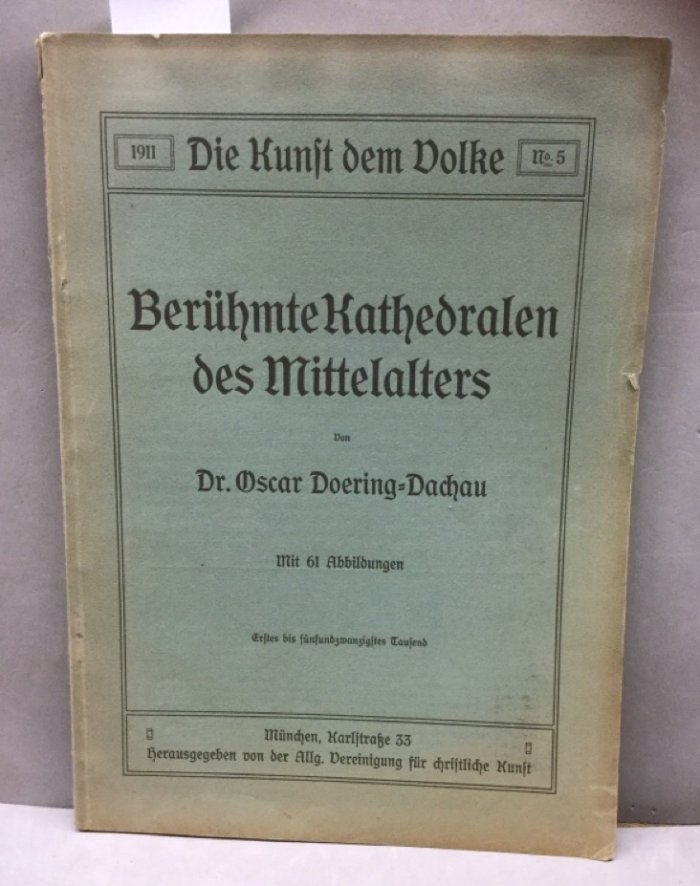 1911 Die Kunſt dem Volke No. 5
Berühmte Kathedralen
des Mittelalters
Von
Dr. Oscar Doering-Dachau
Mit 61 Abbildungen
Erſtes bis fünfundzwanzigſtes Tauſend
München, Karlſtraße 33
Herausgegeben von der Allg. Vereinigung für chriſtliche Kunſt